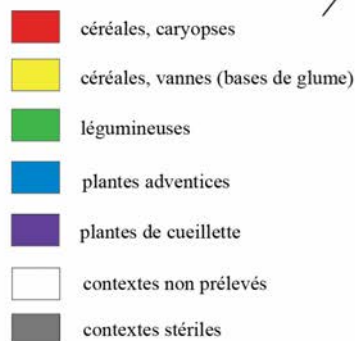 céréales, caryopses
céréales, vannes (bases de glume)
légumineuses
plantes adventices
plantes de cueillette
contextes non prélevés
contextes stériles